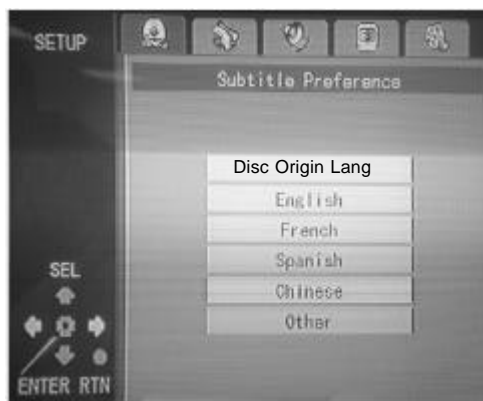 SETUP
Subtitle Preference
Disc Origin Lang
English
French
Spanish
Chinese
Other
SEL
ENTER RTN